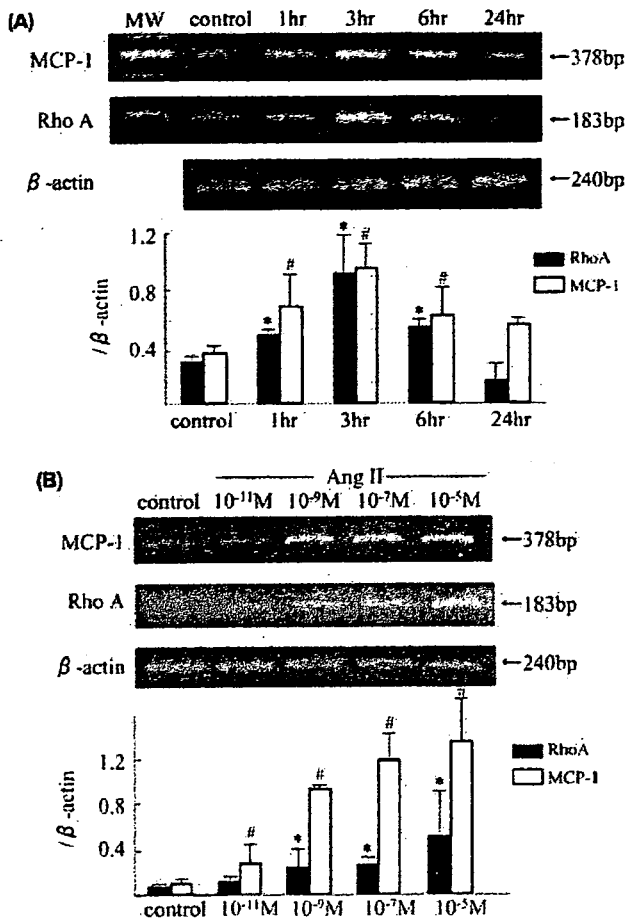 (A)
MW control 1hr 3hr 6hr 24hr
MCP-1 ←378bp
Rho A ←183bp
β-actin ←240bp
1.2
0.8
0.4
/β-actin
* # * # * #
RhoA
MCP-1
control 1hr 3hr 6hr 24hr
(B)
Ang II
control 10⁻¹¹M 10⁻⁹M 10⁻⁷M 10⁻⁵M
MCP-1 ←378bp
Rho A ←183bp
β-actin ←240bp
1.2
0.8
0.4
/β-actin
# * # * # * #
RhoA
MCP-1
control 10⁻¹¹M 10⁻⁹M 10⁻⁷M 10⁻⁵M